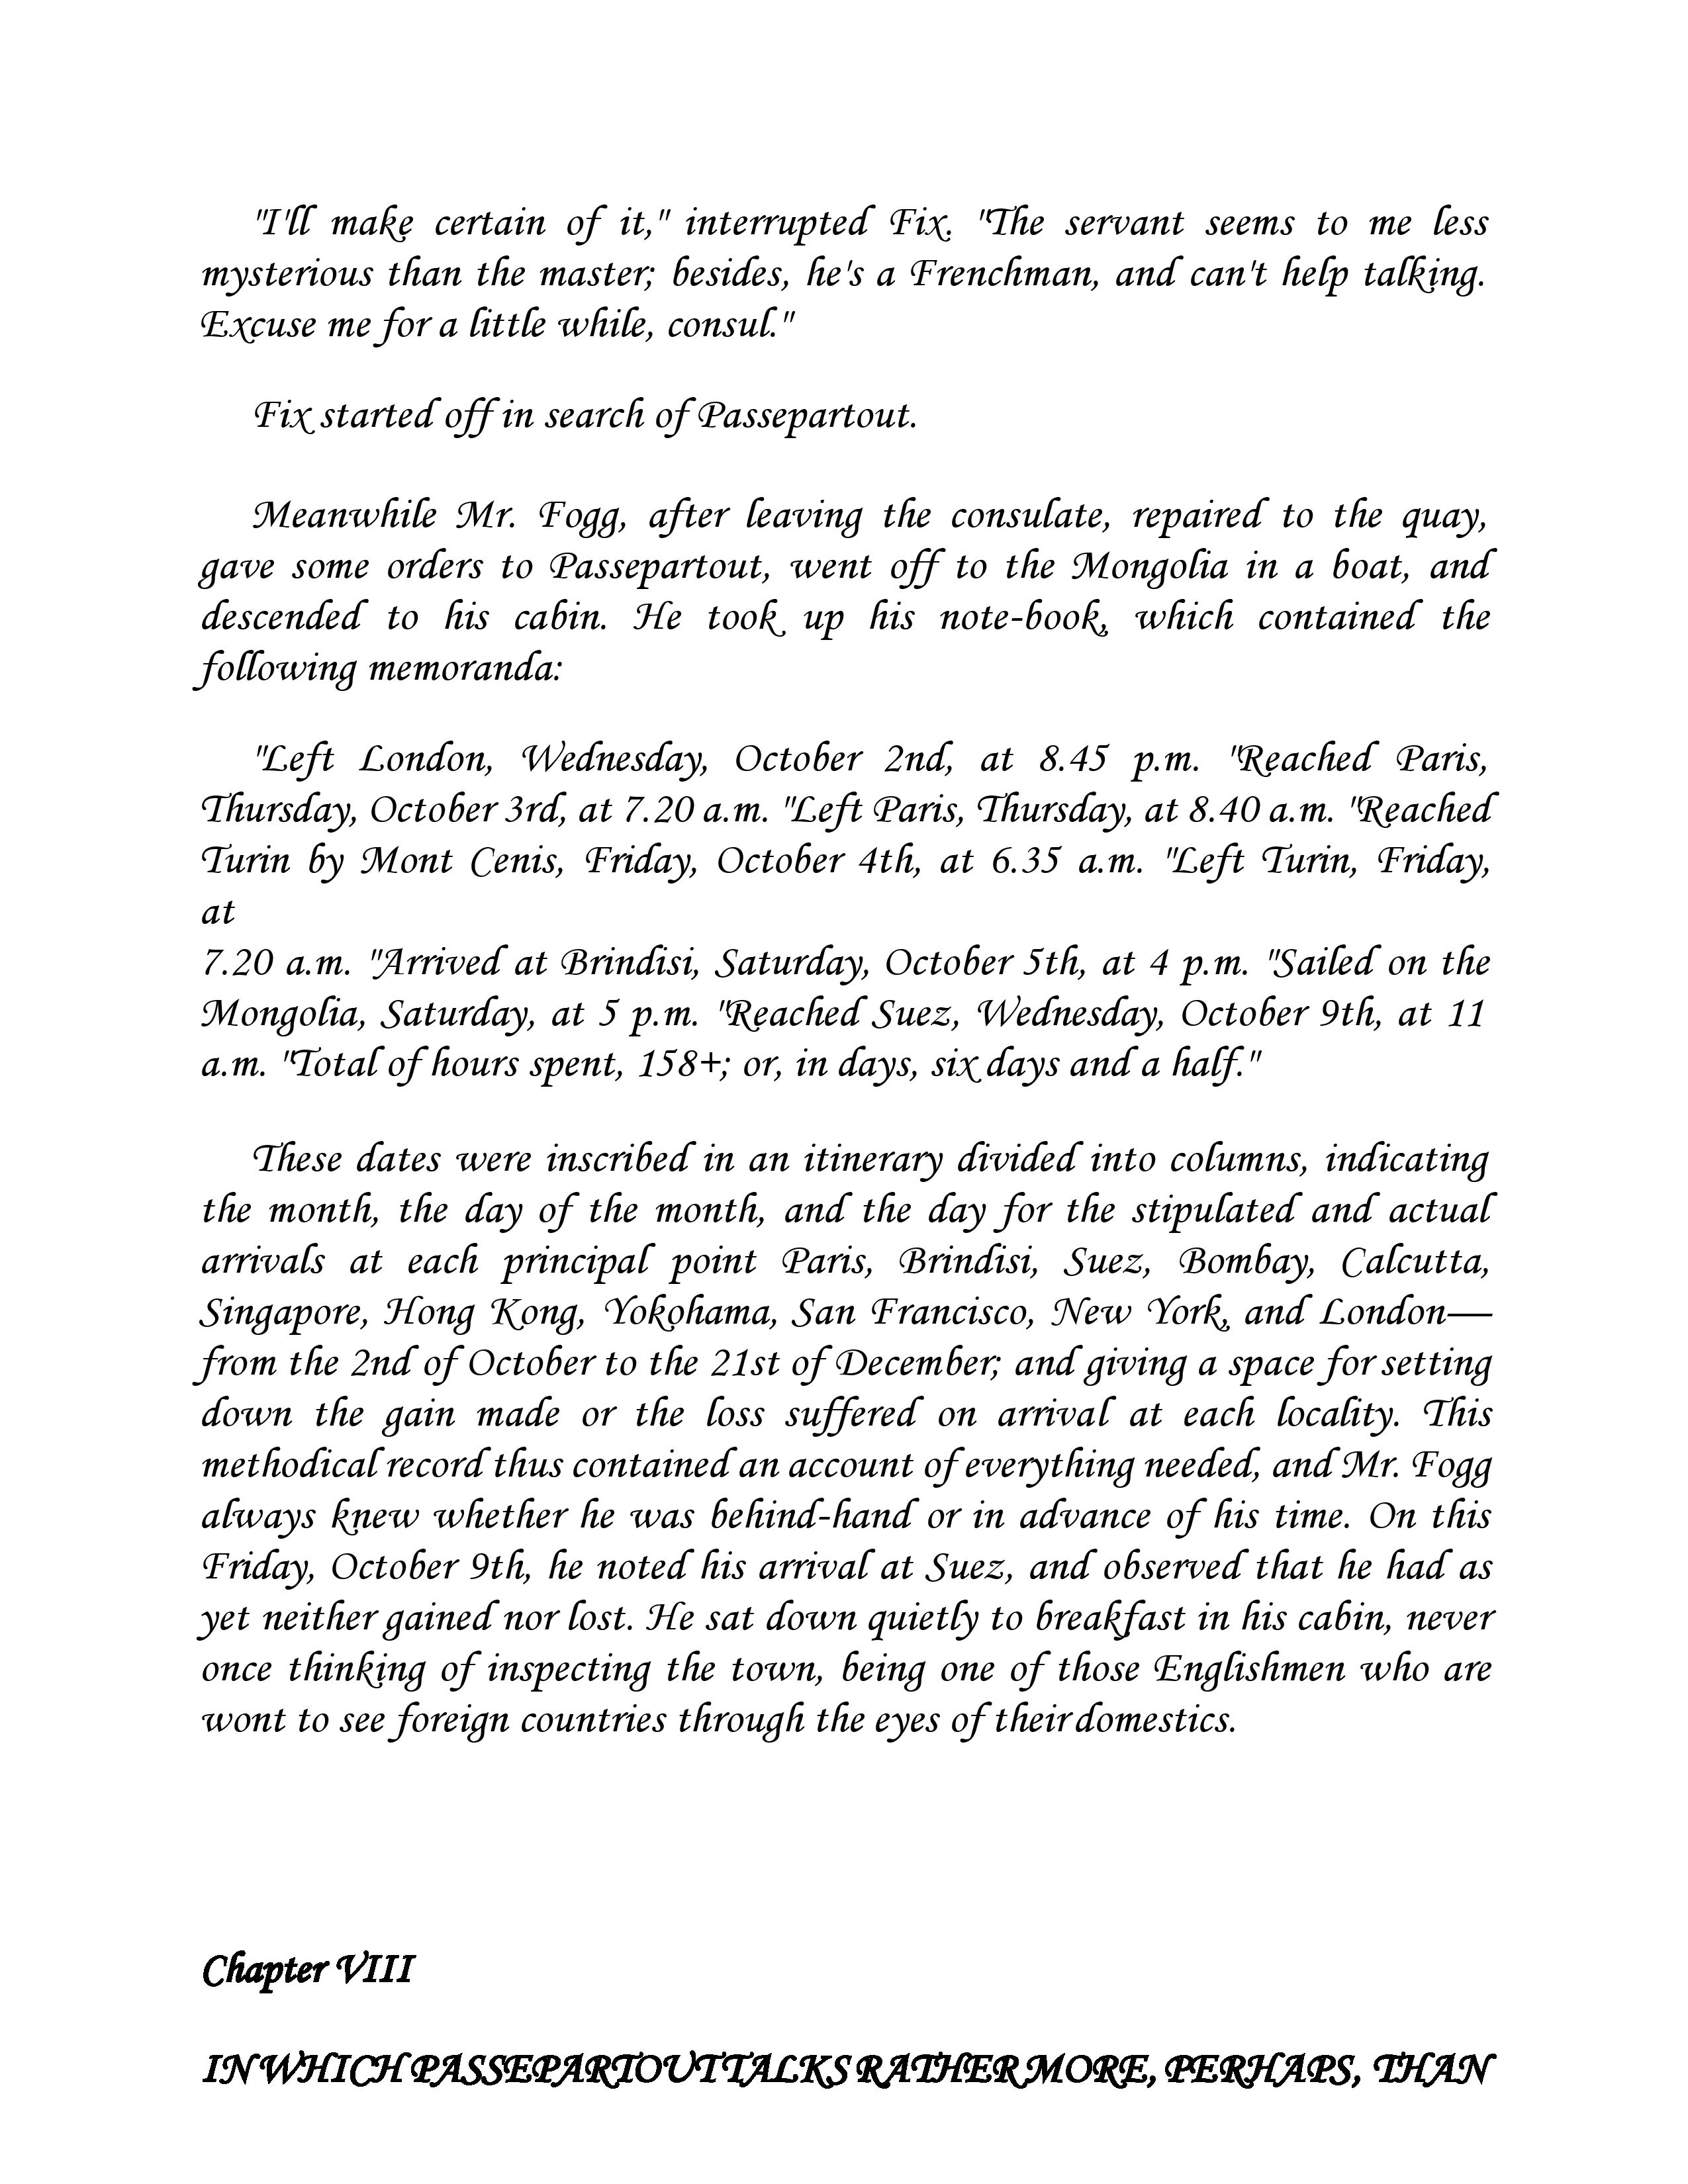 "I'll make certain of it," interrupted Fix. "The servant seems to me less
mysterious than the master; besides, he's a Frenchman, and can't help talking.
Excuse me for a little while, consul."
Fix started off in search of Passepartout.
Meanwhile Mr. Fogg, after leaving the consulate, repaired to the quay,
gave some orders to Passepartout, went off to the Mongolia in a boat, and
descended to his cabin. He took up his note-book, which contained the
following memoranda:
"Left London, Wednesday, October 2nd, at 8.45 p.m. "Reached Paris,
Thursday, October 3rd, at 7.20 a.m. "Left Paris, Thursday, at 8.40 a.m. "Reached
Turin by Mont Cenis, Friday, October 4th, at 6.35 a.m. "Left Turin, Friday,
at
7.20 a.m. "Arrived at Brindisi, Saturday, October 5th, at 4 p.m. "Sailed on the
Mongolia, Saturday, at 5 p.m. "Reached Suez, Wednesday, October 9th, at 11
a.m. "Total of hours spent, 158+; or, in days, six days and a half."
These dates were inscribed in an itinerary divided into columns, indicating
the month, the day of the month, and the day for the stipulated and actual
arrivals at each principal point Paris, Brindisi, Suez, Bombay, Calcutta,
Singapore, Hong Kong, Yokohama, San Francisco, New York, and London—
from the 2nd of October to the 21st of December; and giving a space for setting
down the gain made or the loss suffered on arrival at each locality. This
methodical record thus contained an account of everything needed, and Mr. Fogg
always knew whether he was behind-hand or in advance of his time. On this
Friday, October 9th, he noted his arrival at Suez, and observed that he had as
yet neither gained nor lost. He sat down quietly to breakfast in his cabin, never
once thinking of inspecting the town, being one of those Englishmen who are
wont to see foreign countries through the eyes of their domestics.
Chapter VIII
IN WHICH PASSEPARTOUT TALKS RATHER MORE, PERHAPS, THAN